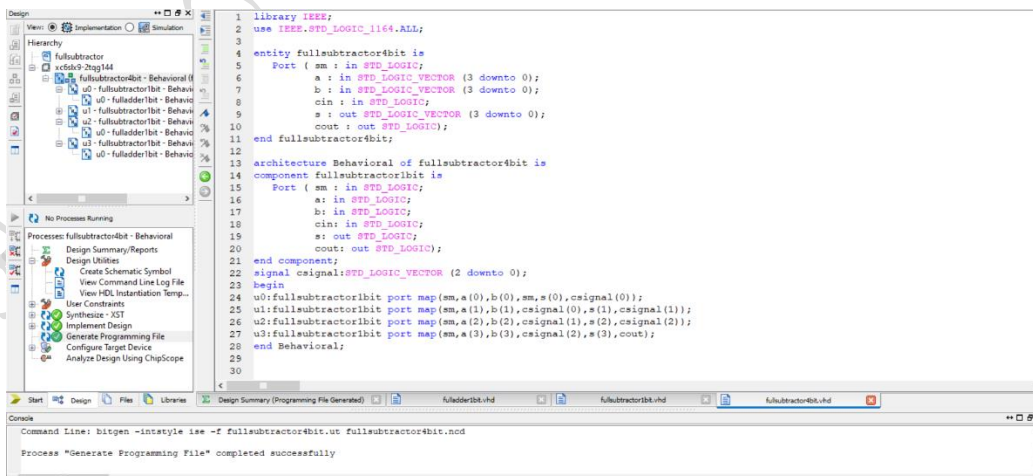 Design
View: Implementation Simulation
Hierarchy
fullsubtractor
xc6slx9-2tqg144
fullsubtractor4bit - Behavioral (f
u0 - fullsubtractor1bit - Behavi
u0 - fulladder1bit - Behavio
u1 - fullsubtractor1bit - Behavi
u2 - fullsubtractor1bit - Behavi
u0 - fulladder1bit - Behavio
u3 - fullsubtractor1bit - Behavi
u0 - fulladder1bit - Behavio
No Processes Running
Processes: fullsubtractor4bit - Behavioral
Design Summary/Reports
Design Utilities
Create Schematic Symbol
View Command Line Log File
View HDL Instantiation Temp...
User Constraints
Synthesize - XST
Implement Design
Generate Programming File
Configure Target Device
Analyze Design Using ChipScope
1 library IEEE;
2 use IEEE.STD_LOGIC_1164.ALL;
3
4 entity fullsubtractor4bit is
5 Port ( sm : in STD_LOGIC;
6 a : in STD_LOGIC_VECTOR (3 downto 0);
7 b : in STD_LOGIC_VECTOR (3 downto 0);
8 cin : in STD_LOGIC;
9 s : out STD_LOGIC_VECTOR (3 downto 0);
10 cout : out STD_LOGIC);
11 end fullsubtractor4bit;
12
13 architecture Behavioral of fullsubtractor4bit is
14 component fullsubtractor1bit is
15 Port ( sm : in STD_LOGIC;
16 a: in STD_LOGIC;
17 b: in STD_LOGIC;
18 cin: in STD_LOGIC;
19 s: out STD_LOGIC;
20 cout: out STD_LOGIC);
21 end component;
22 signal csignal:STD_LOGIC_VECTOR (2 downto 0);
23 begin
24 u0:fullsubtractor1bit port map(sm,a(0),b(0),sm,s(0),csignal(0));
25 u1:fullsubtractor1bit port map(sm,a(1),b(1),csignal(0),s(1),csignal(1));
26 u2:fullsubtractor1bit port map(sm,a(2),b(2),csignal(1),s(2),csignal(2));
27 u3:fullsubtractor1bit port map(sm,a(3),b(3),csignal(2),s(3),cout);
28 end Behavioral;
29
30
Start Design Files Libraries Design Summary (Programming File Generated) fulladder1bit.vhd fullsubtractor1bit.vhd fullsubtractor4bit.vhd
Console
Command Line: bitgen -intstyle ise -f fullsubtractor4bit.ut fullsubtractor4bit.ncd
Process "Generate Programming File" completed successfully